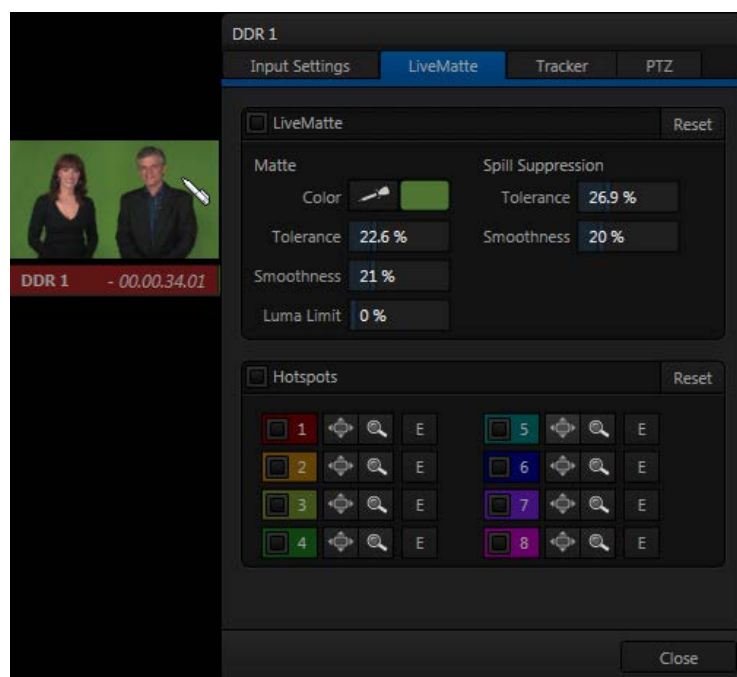 DDR 1
Input Settings LiveMatte Tracker PTZ
LiveMatte Reset
Matte Spill Suppression
Color Tolerance 26.9 %
Tolerance 22.6 % Smoothness 20 %
DDR 1 - 00.00.34.01
Smoothness 21 %
Luma Limit 0 %
Hotspots Reset
1 E 5 E
2 E 6 E
3 E 7 E
4 E 8 E
Close